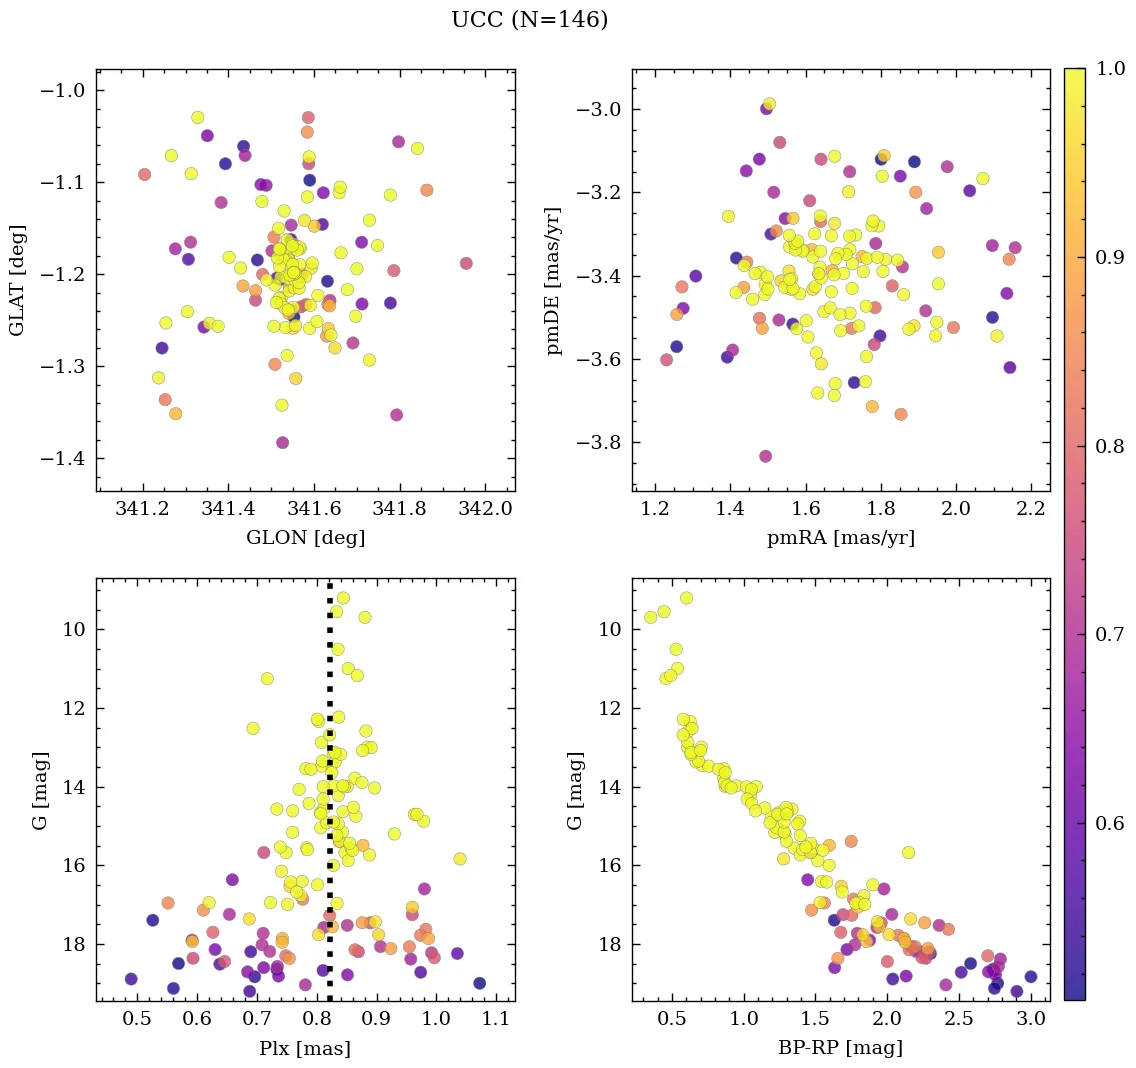 UCC (N=146)
−1.0
−1.1
−1.2
−1.3
−1.4
GLAT [deg]
341.2 341.4 341.6 341.8 342.0
GLON [deg]
−3.0
−3.2
−3.4
−3.6
−3.8
pmDE [mas/yr]
1.2 1.4 1.6 1.8 2.0 2.2
pmRA [mas/yr]
1.0
0.9
0.8
0.7
0.6
10
12
14
16
18
G [mag]
0.5 0.6 0.7 0.8 0.9 1.0 1.1
Plx [mas]
10
12
14
16
18
G [mag]
0.5 1.0 1.5 2.0 2.5 3.0
BP-RP [mag]